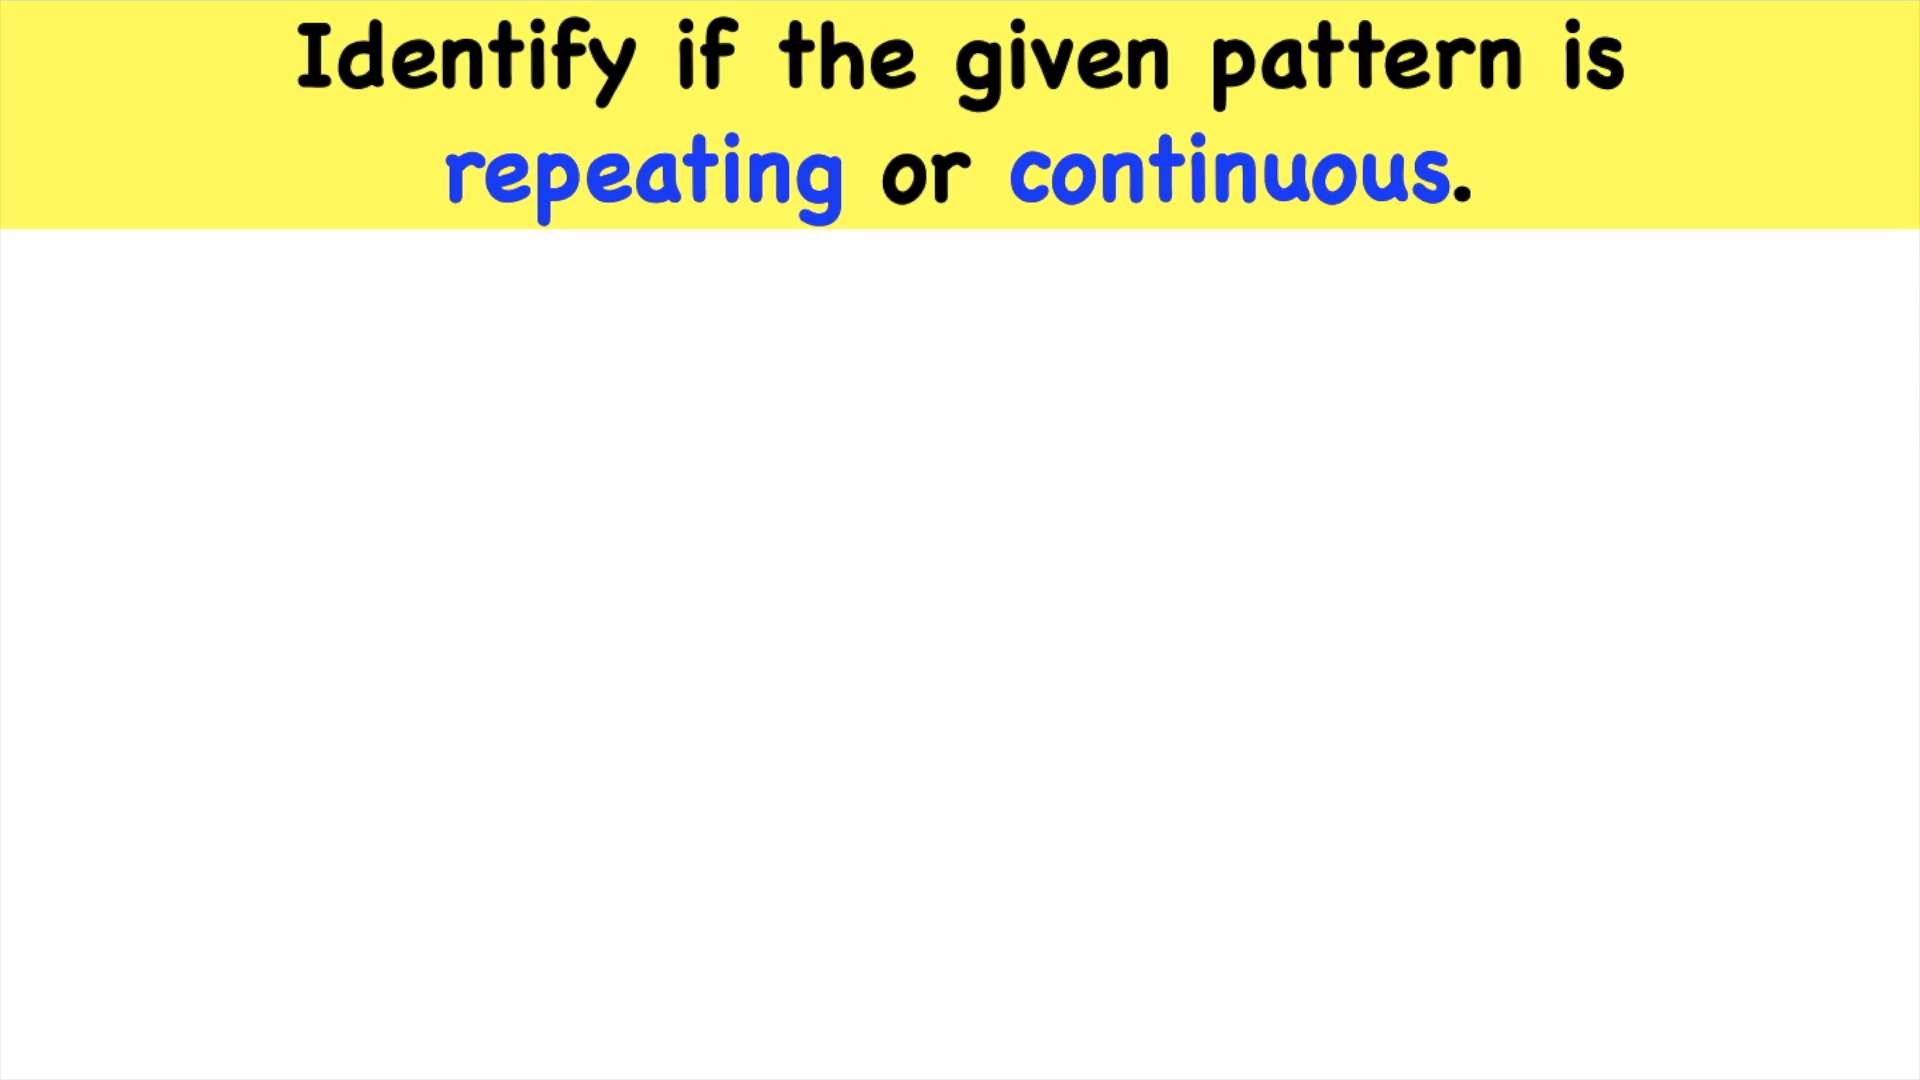 Identify if the given pattern is
repeating or continuous.